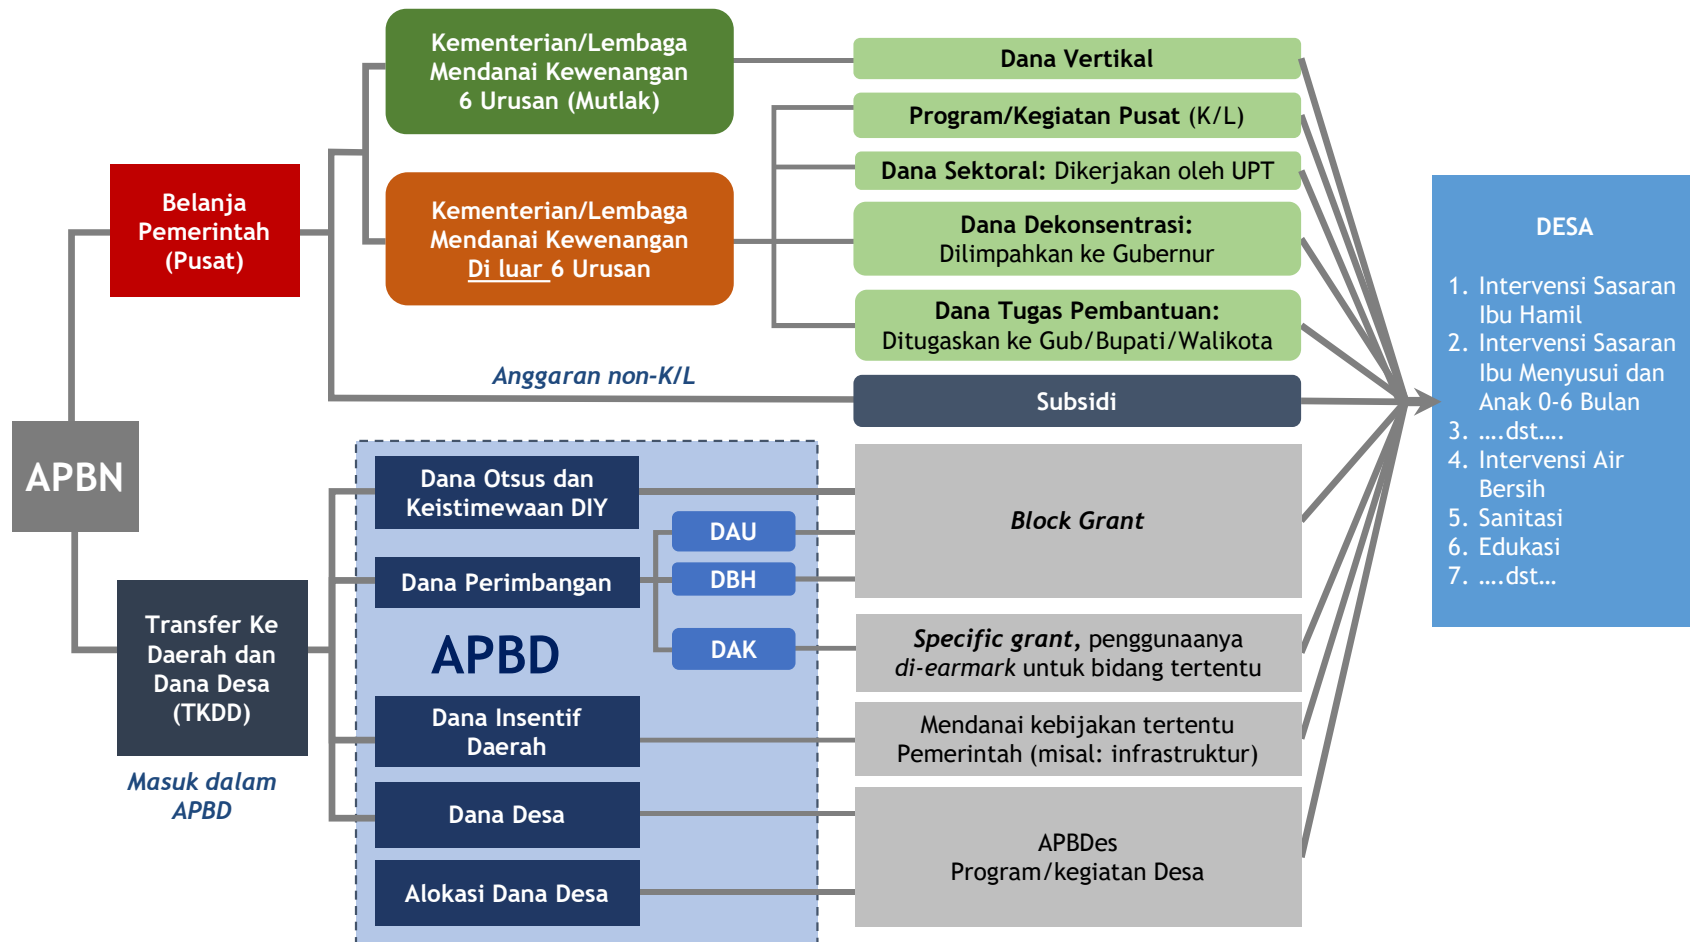 APBN
Belanja
Pemerintah
(Pusat)
Transfer Ke
Daerah dan
Dana Desa
(TKDD)
Masuk dalam
APBD
Kementerian/Lembaga
Mendanai Kewenangan
6 Urusan (Mutlak)
Kementerian/Lembaga
Mendanai Kewenangan
Di luar 6 Urusan
Anggaran non-K/L
Dana Otsus dan
Keistimewaan DIY
Dana Perimbangan
APBD
Dana Insentif
Daerah
Dana Desa
Alokasi Dana Desa
DAU
DBH
DAK
Dana Vertikal
Program/Kegiatan Pusat (K/L)
Dana Sektoral: Dikerjakan oleh UPT
Dana Dekonsentrasi:
Dilimpahkan ke Gubernur
Dana Tugas Pembantuan:
Ditugaskan ke Gub/Bupati/Walikota
Subsidi
Block Grant
Specific grant, penggunaanya
di-earmark untuk bidang tertentu
Mendanai kebijakan tertentu
Pemerintah (misal: infrastruktur)
APBDes
Program/kegiatan Desa
DESA
1. Intervensi Sasaran
Ibu Hamil
2. Intervensi Sasaran
Ibu Menyusui dan
Anak 0-6 Bulan
3. ….dst….
4. Intervensi Air
Bersih
5. Sanitasi
6. Edukasi
7. ….dst…